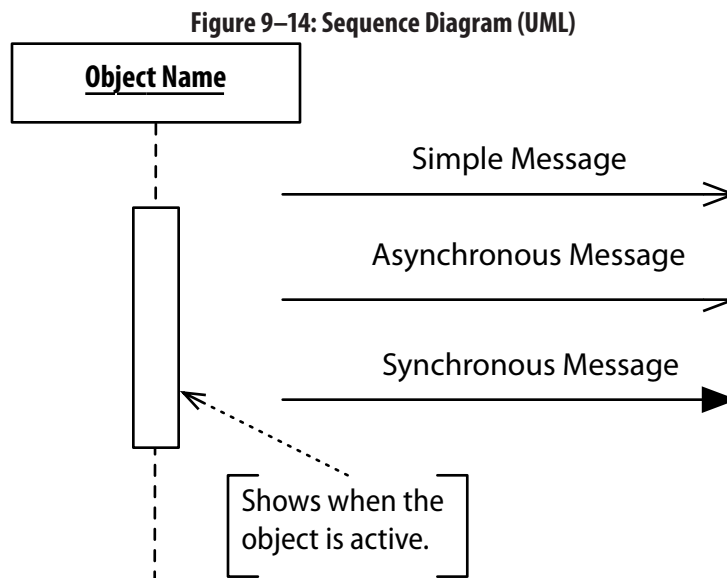 Figure 9–14: Sequence Diagram (UML)
Object Name
Simple Message
Asynchronous Message
Synchronous Message
Shows when the
object is active.